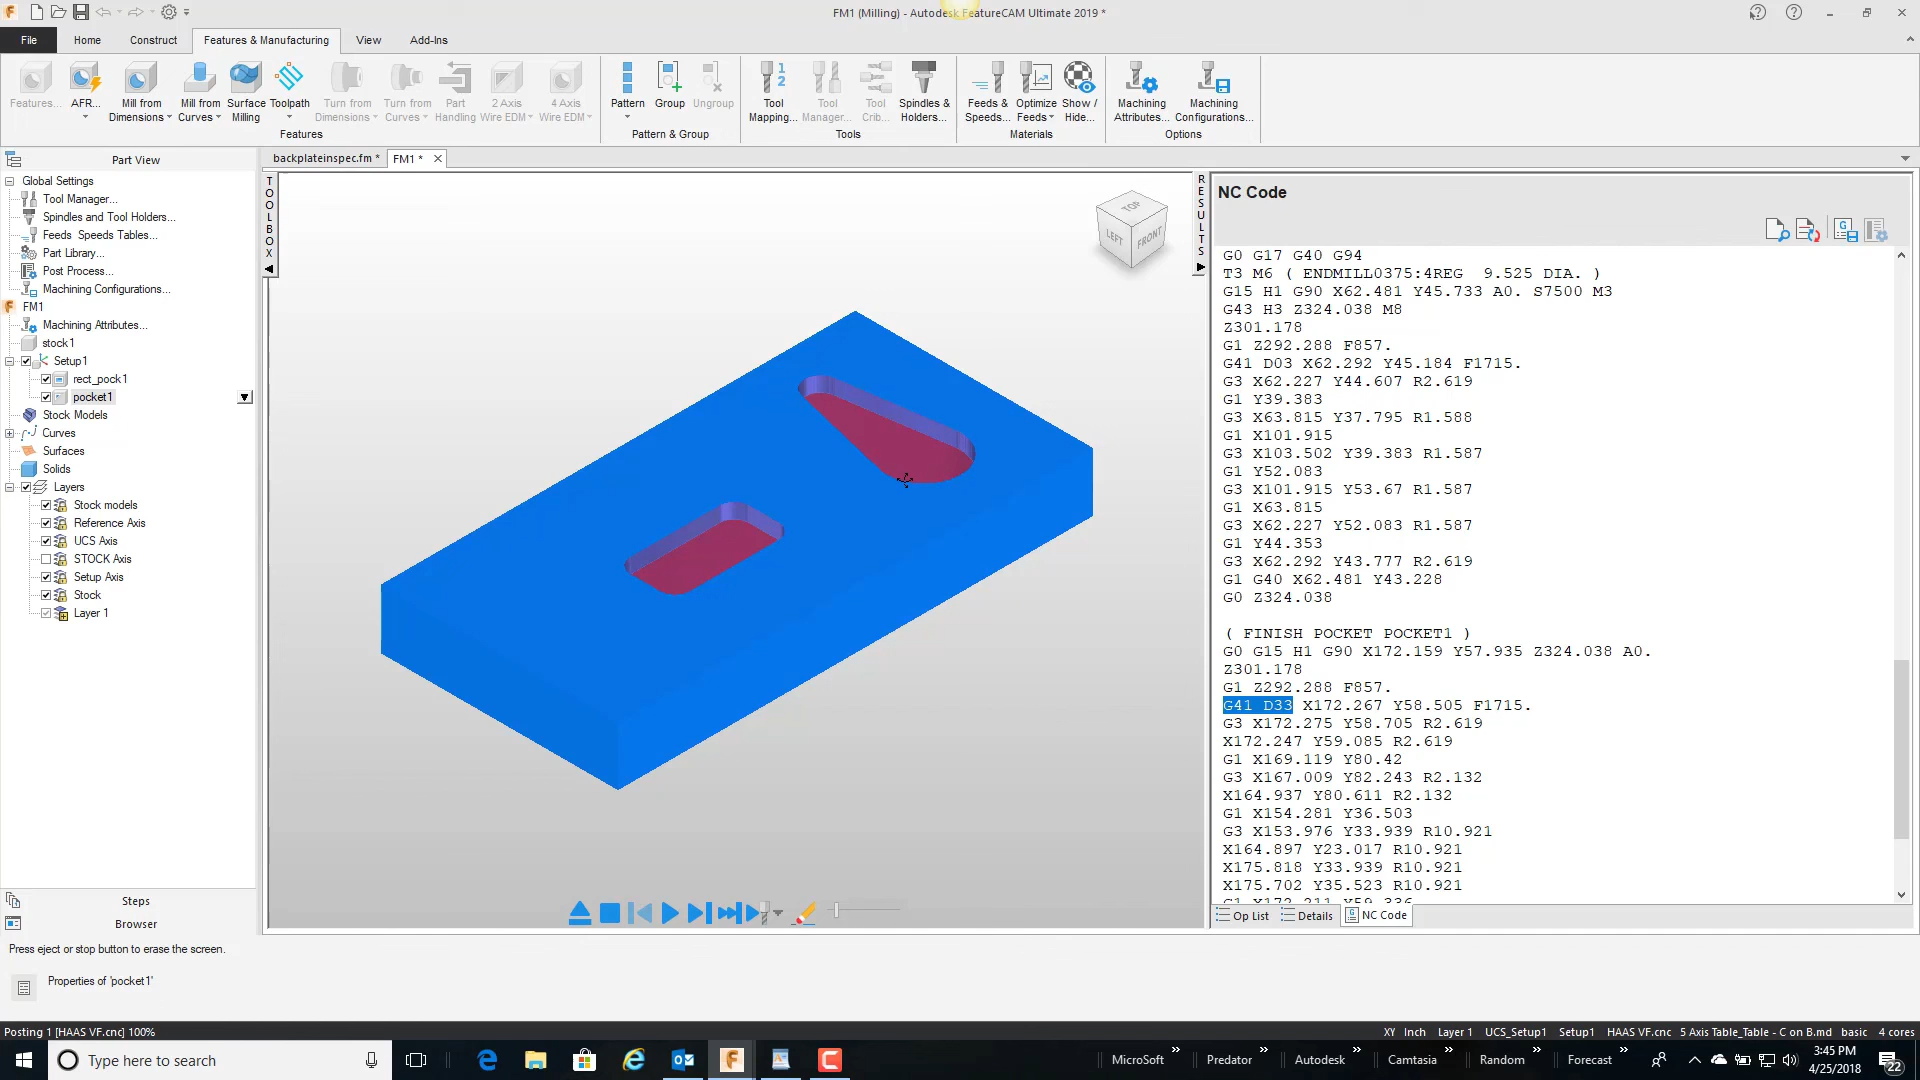 FM1 (Milling) - Autodesk FeatureCAM Ultimate 2019 *
File Home Construct Features & Manufacturing View Add-Ins
Features... AFR... Mill from Dimensions Mill from Curves Surface Milling Toolpath Turn from Dimensions Turn from Curves Part Handling 2 Axis Wire EDM 4 Axis Wire EDM
Pattern Group Ungroup
Tool Mapping... Tool Manager... Tool Crib... Spindles & Holders...
Feeds & Speeds... Optimize Feeds Show / Hide...
Machining Attributes... Machining Configurations...
Features Pattern & Group Tools Materials Options
Part View
backplateinspec.fm * FM1 *
Global Settings
Tool Manager...
Spindles and Tool Holders...
Feeds Speeds Tables...
Part Library...
Post Process...
Machining Configurations...
FM1
Machining Attributes...
stock1
Setup1
rect_pock1
pocket1
Stock Models
Curves
Surfaces
Solids
Layers
Stock models
Reference Axis
UCS Axis
STOCK Axis
Setup Axis
Stock
Layer 1
Steps
Browser
TOOLBOX
TOP
LEFT FRONT
RESULTS
NC Code
G0 G17 G40 G94
T3 M6 ( ENDMILL0375:4REG 9.525 DIA. )
G15 H1 G90 X62.481 Y45.733 A0. S7500 M3
G43 H3 Z324.038 M8
Z301.178
G1 Z292.288 F857.
G41 D03 X62.292 Y45.184 F1715.
G3 X62.227 Y44.607 R2.619
G1 Y39.383
G3 X63.815 Y37.795 R1.588
G1 X101.915
G3 X103.502 Y39.383 R1.587
G1 Y52.083
G3 X101.915 Y53.67 R1.587
G1 X63.815
G3 X62.227 Y52.083 R1.587
G1 Y44.353
G3 X62.292 Y43.777 R2.619
G1 G40 X62.481 Y43.228
G0 Z324.038
( FINISH POCKET POCKET1 )
G0 G15 H1 G90 X172.159 Y57.935 Z324.038 A0.
Z301.178
G1 Z292.288 F857.
G41 D33 X172.267 Y58.505 F1715.
G3 X172.275 Y58.705 R2.619
X172.247 Y59.085 R2.619
G1 X169.119 Y80.42
G3 X167.009 Y82.243 R2.132
X164.937 Y80.611 R2.132
G1 X154.281 Y36.503
G3 X153.976 Y33.939 R10.921
X164.897 Y23.017 R10.921
X175.818 Y33.939 R10.921
X175.702 Y35.523 R10.921
G1 X172.211 Y59.336
Op List Details NC Code
Press eject or stop button to erase the screen.
Properties of 'pocket1'
Posting 1 [HAAS VF.cnc] 100%
XY Inch Layer 1 UCS_Setup1 Setup1 HAAS VF.cnc 5 Axis Table_Table - C on B.md basic 4 cores
Type here to search
MicroSoft Predator Autodesk Camtasia Random Forecast
3:45 PM
4/25/2018
22